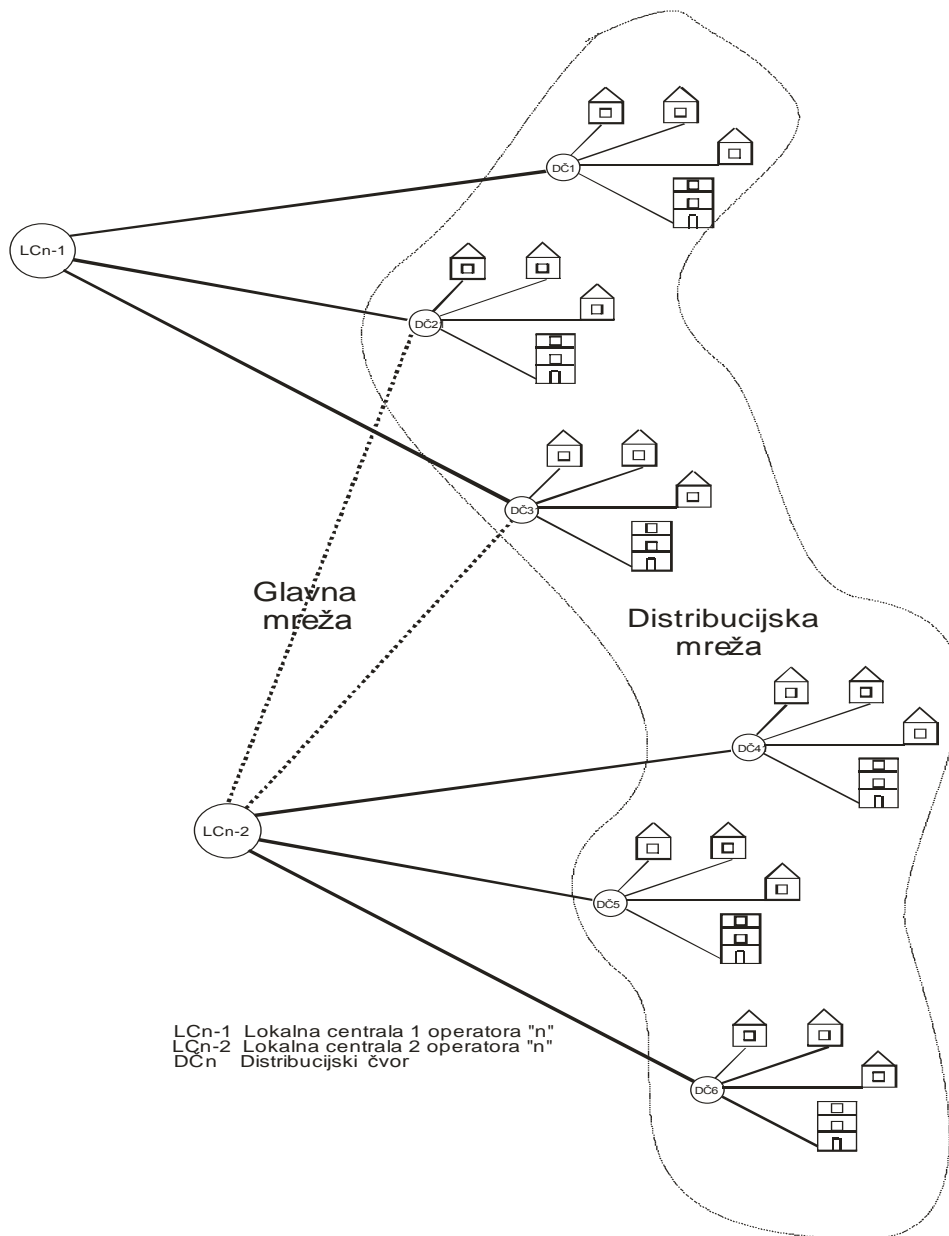 DČ1
LCn-1
DČ2
DČ3
Glavna
mreža
Distribucijska
mreža
DČ4
LCn-2
DČ5
LCn-1 Lokalna centrala 1 operatora "n"
LCn-2 Lokalna centrala 2 operatora "n"
DČn Distribucijski čvor
DČ6